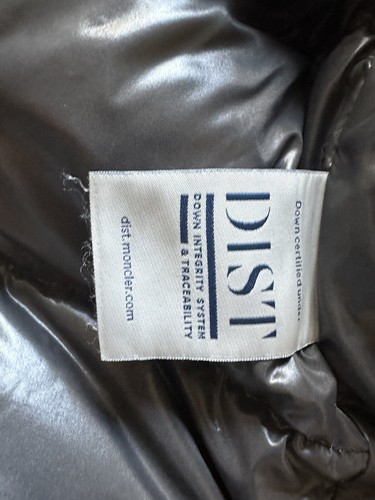 Down certified under
DIST
DOWN INTEGRITY SYSTEM
& TRACEABILITY
dist.moncler.com